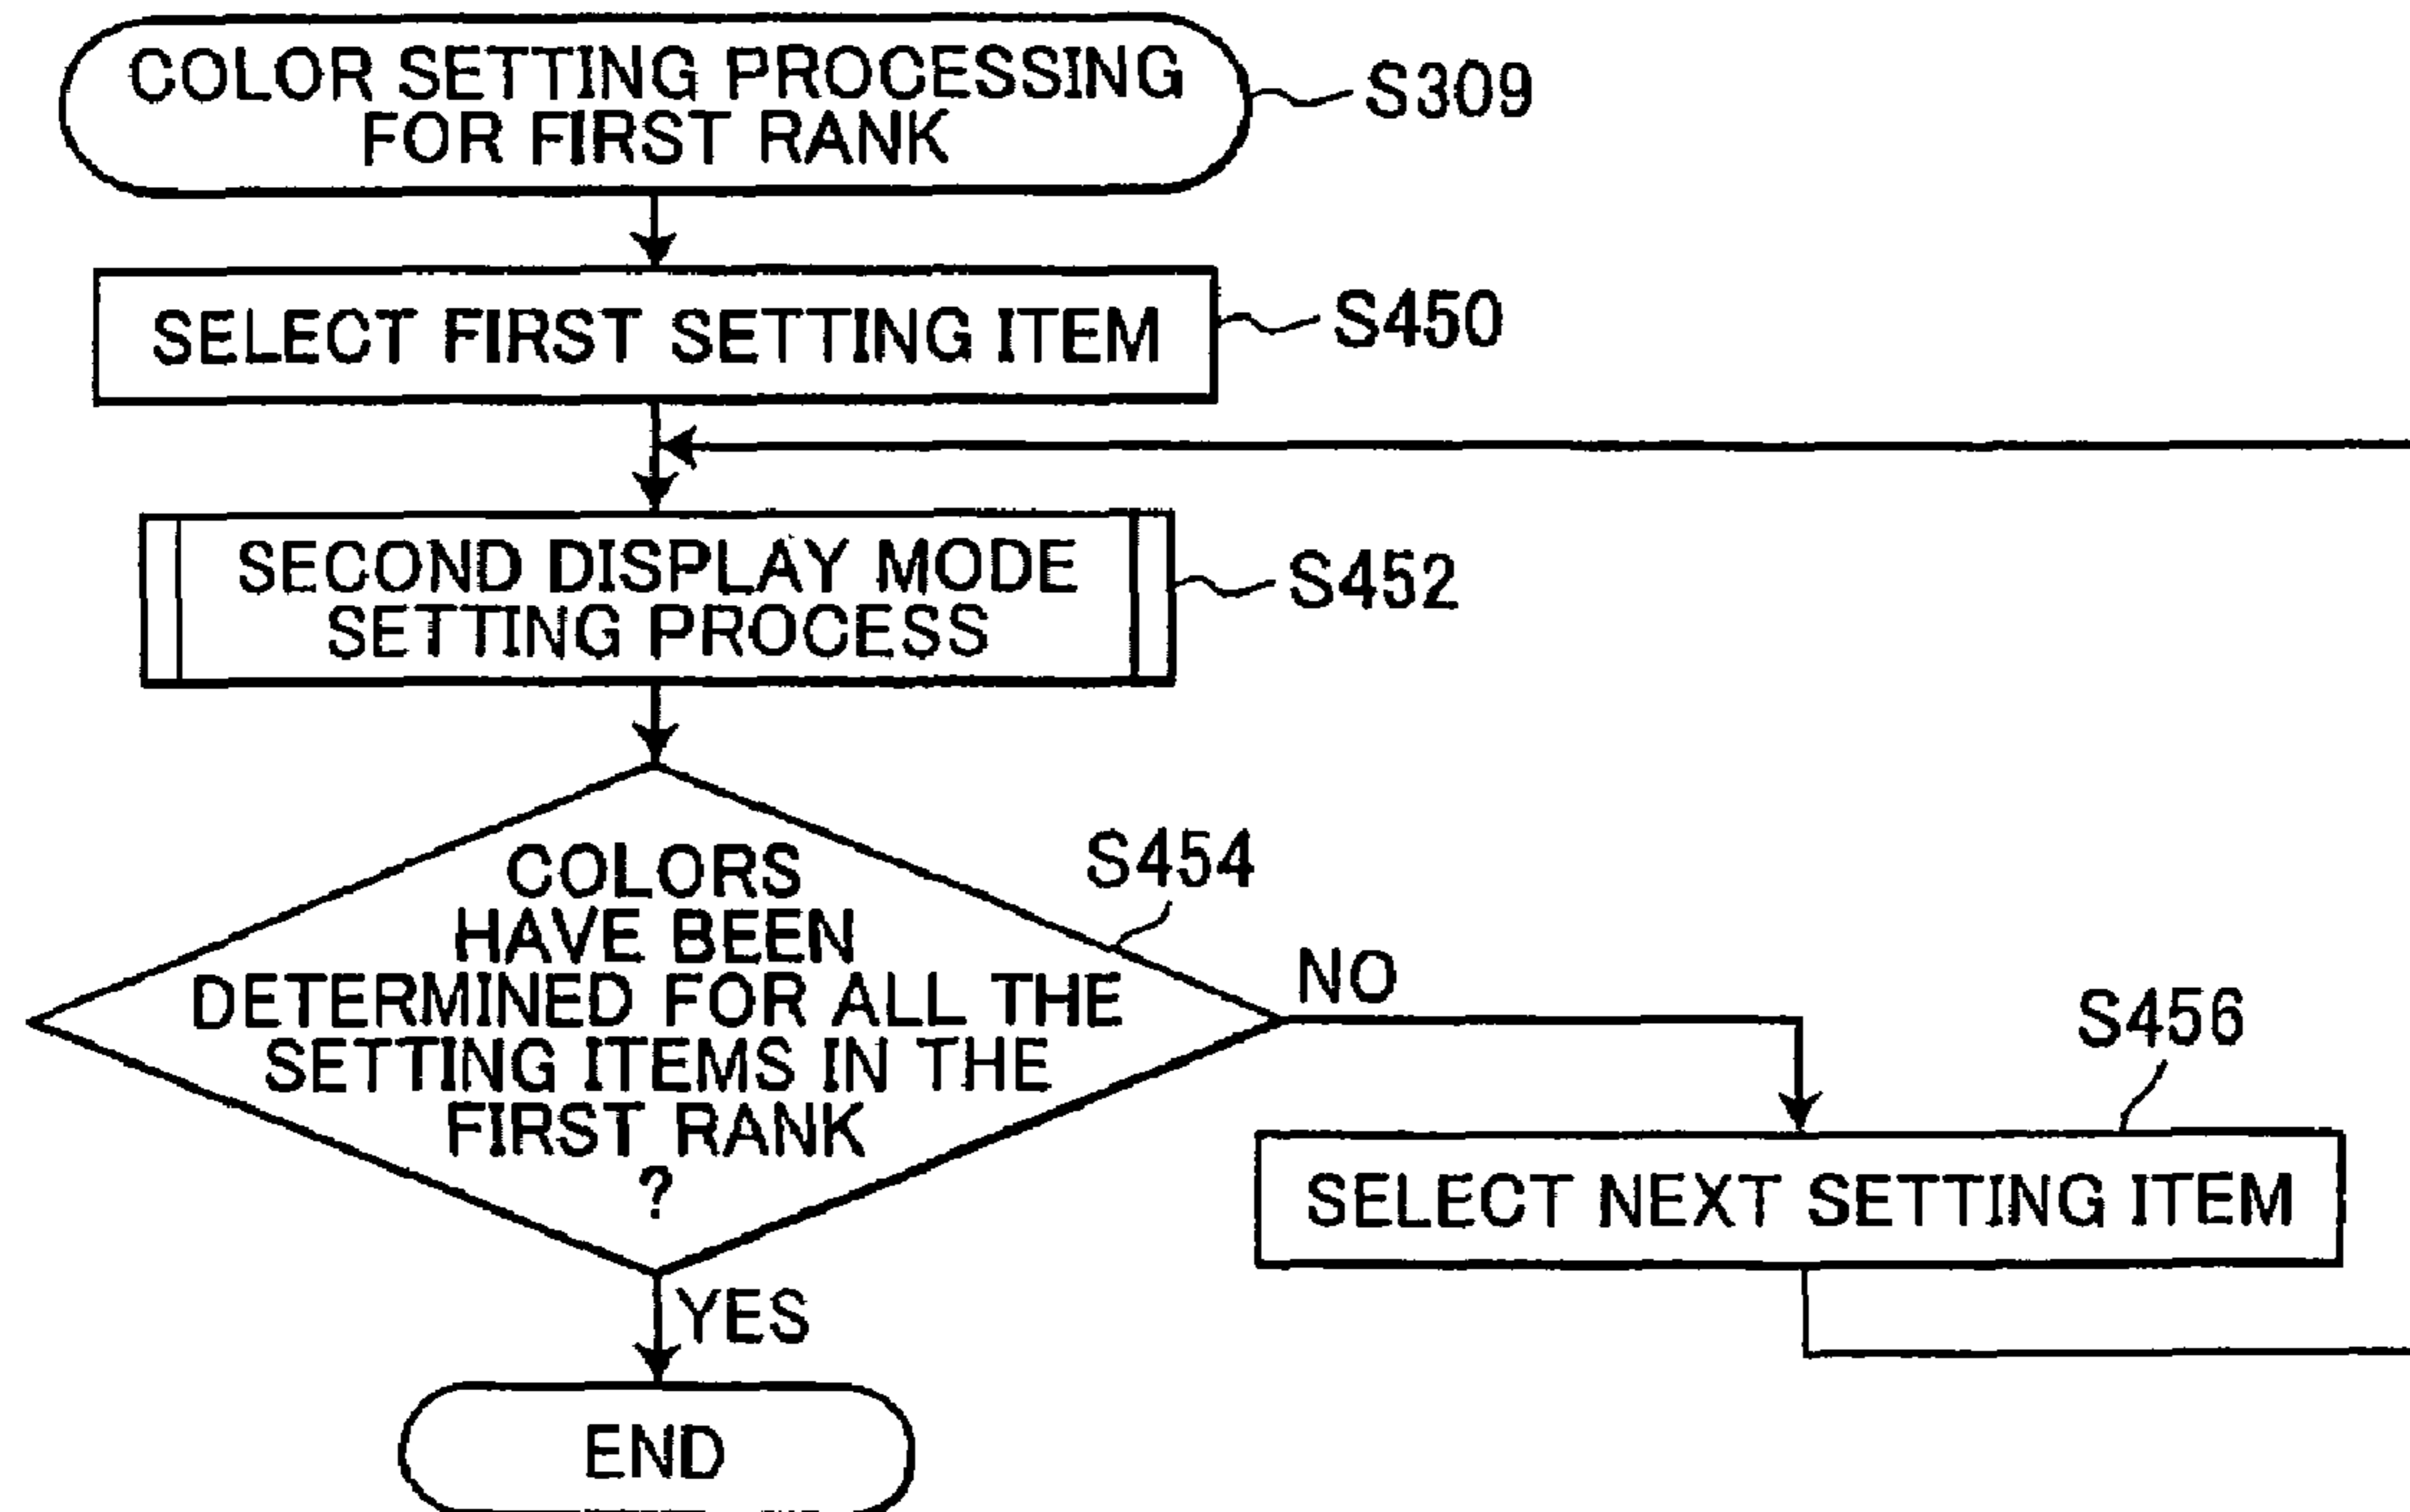 COLOR SETTING PROCESSING
FOR FIRST RANK
S309
SELECT FIRST SETTING ITEM
S450
SECOND DISPLAY MODE
SETTING PROCESS
S452
COLORS
HAVE BEEN
DETERMINED FOR ALL THE
SETTING ITEMS IN THE
FIRST RANK
?
S454
NO
S456
SELECT NEXT SETTING ITEM
YES
END